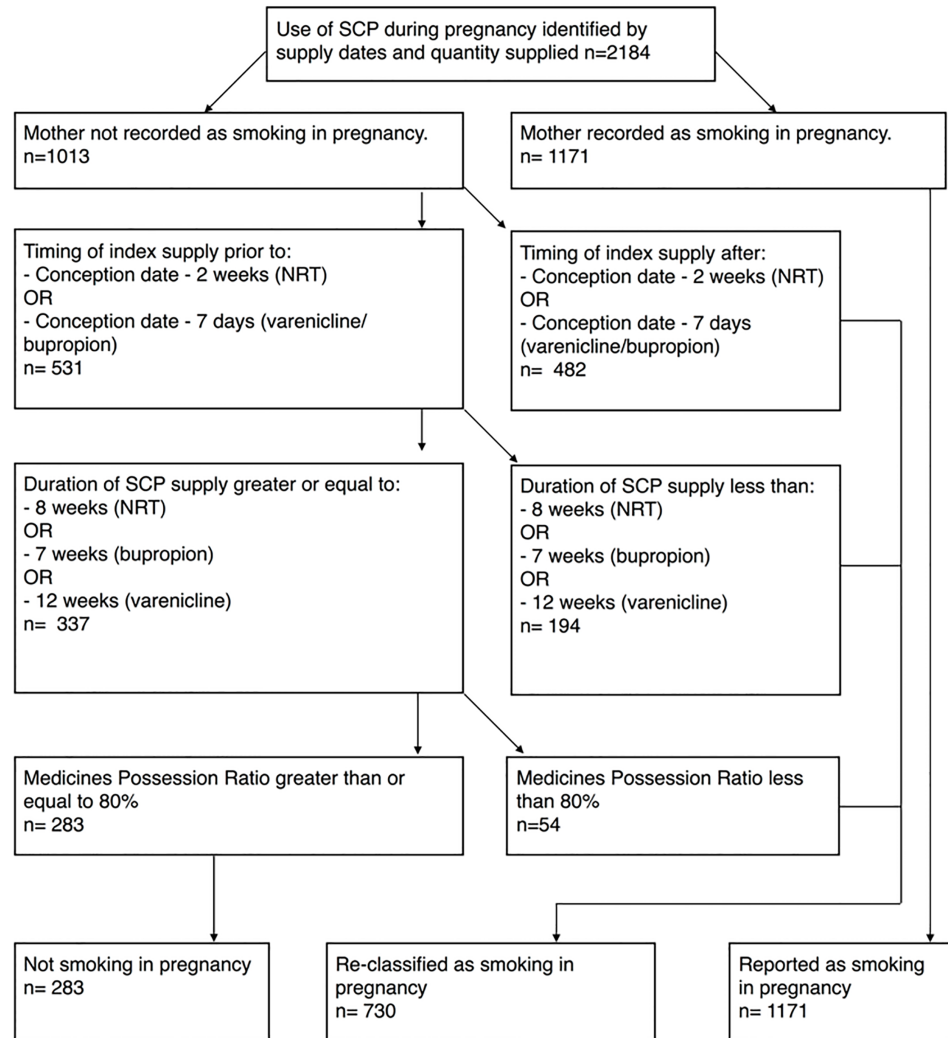 Use of SCP during pregnancy identified by
supply dates and quantity supplied n=2184
Mother not recorded as smoking in pregnancy.
n=1013
Mother recorded as smoking in pregnancy.
n= 1171
Timing of index supply prior to:
- Conception date - 2 weeks (NRT)
OR
- Conception date - 7 days (varenicline/
bupropion)
n= 531
Timing of index supply after:
- Conception date - 2 weeks (NRT)
OR
- Conception date - 7 days
(varenicline/bupropion)
n=  482
Duration of SCP supply greater or equal to:
- 8 weeks (NRT)
OR
- 7 weeks (bupropion)
OR
- 12 weeks (varenicline)
n=  337
Duration of SCP supply less than:
- 8 weeks (NRT)
OR
- 7 weeks (bupropion)
OR
- 12 weeks (varenicline)
n= 194
Medicines Possession Ratio greater than or
equal to 80%
n= 283
Medicines Possession Ratio less
than 80%
n=54
Not smoking in pregnancy
n= 283
Re-classified as smoking in
pregnancy
n= 730
Reported as smoking
in pregnancy
n= 1171